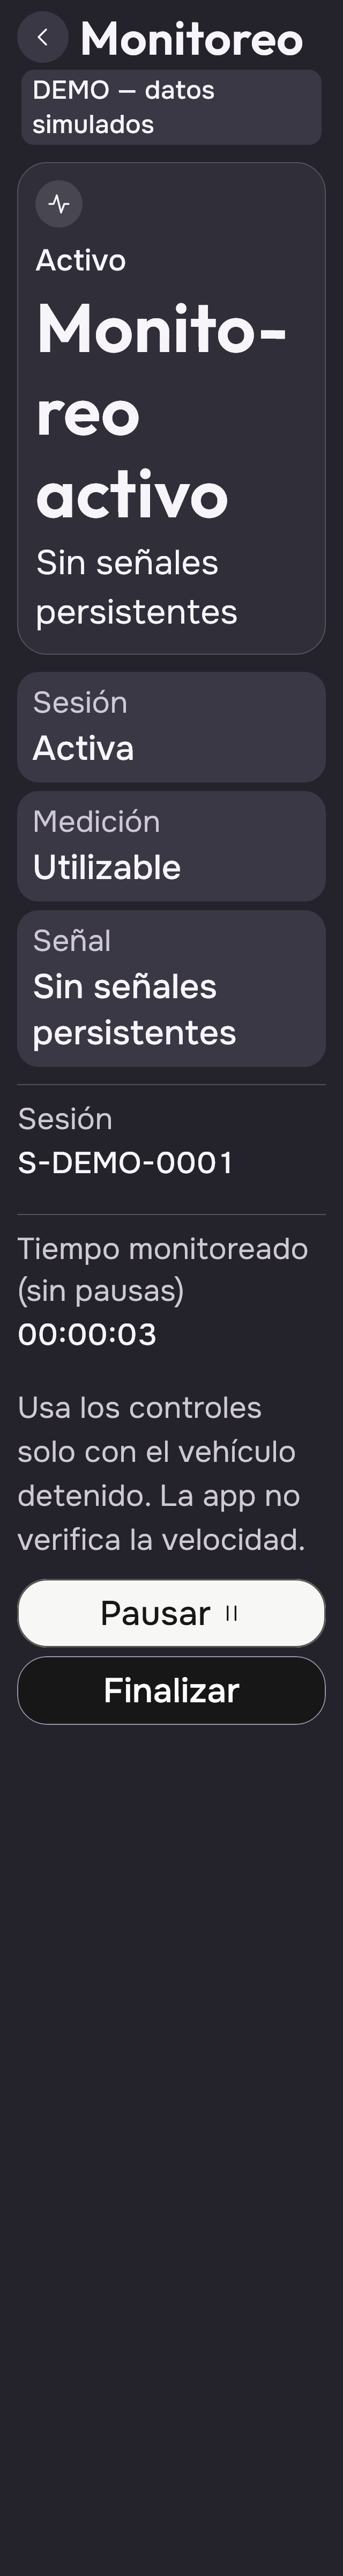 Monitoreo
DEMO — datos
simulados
Activo
Monito-
reo
activo
Sin señales
persistentes
Sesión
Activa
Medición
Utilizable
Señal
Sin señales
persistentes
Sesión
S-DEMO-0001
Tiempo monitoreado
(sin pausas)
00:00:03
Usa los controles
solo con el vehículo
detenido. La app no
verifica la velocidad.
Pausar
Finalizar